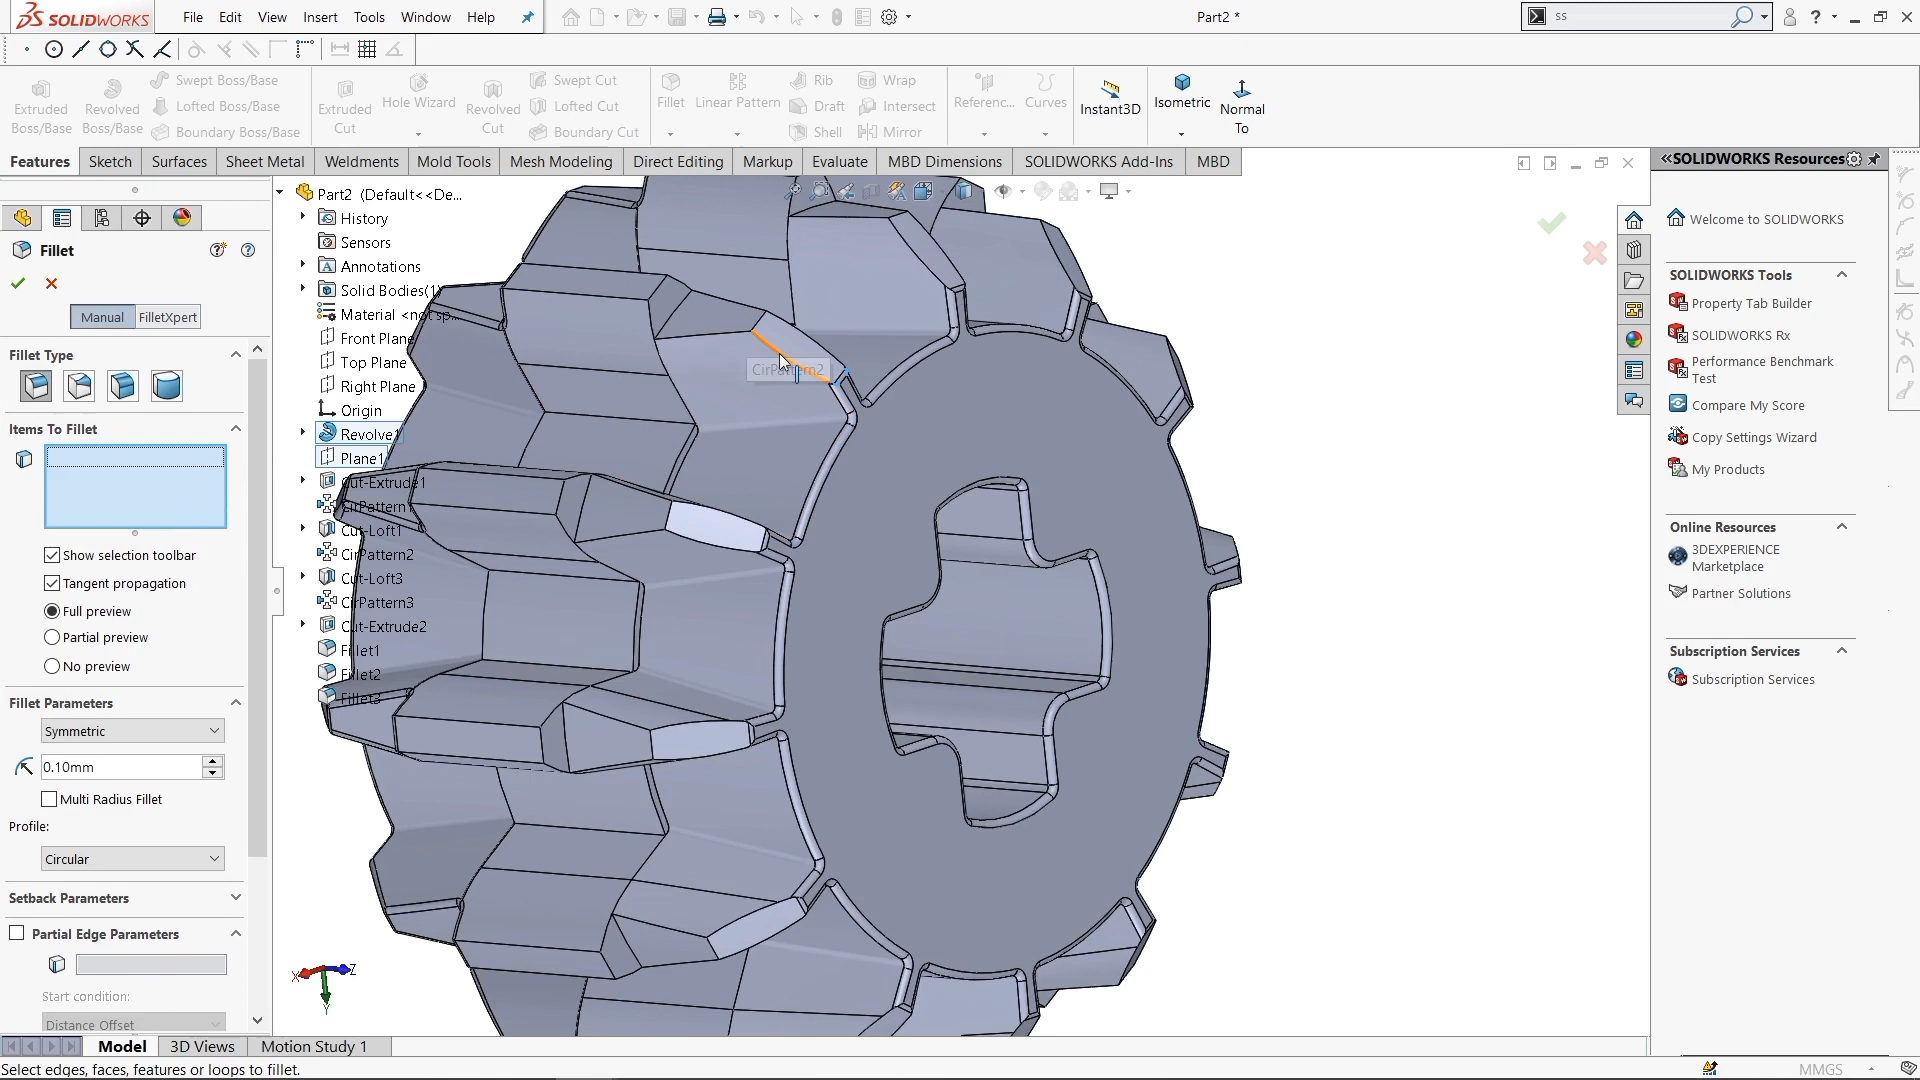 SOLIDWORKS File Edit View Insert Tools Window Help Part2 * ss
Extruded Boss/Base
Revolved Boss/Base
Swept Boss/Base
Lofted Boss/Base
Boundary Boss/Base
Extruded Cut
Hole Wizard
Revolved Cut
Swept Cut
Lofted Cut
Boundary Cut
Fillet
Linear Pattern
Rib
Draft
Shell
Wrap
Intersect
Mirror
Referenc...
Curves
Instant3D
Isometric
Normal To
Features Sketch Surfaces Sheet Metal Weldments Mold Tools Mesh Modeling Direct Editing Markup Evaluate MBD Dimensions SOLIDWORKS Add-Ins MBD
Fillet
Manual FilletXpert
Fillet Type
Items To Fillet
Show selection toolbar
Tangent propagation
Full preview
Partial preview
No preview
Fillet Parameters
Symmetric
0.10mm
Multi Radius Fillet
Profile:
Circular
Setback Parameters
Partial Edge Parameters
Start condition:
Distance Offset
Part2 (Default<<De...
History
Sensors
Annotations
Solid Bodies(1)
Material <not sp...
Front Plane
Top Plane
Right Plane
Origin
Revolve1
Plane1
Cut-Extrude1
CirPattern1
Cut-Loft1
CirPattern2
Cut-Loft3
CirPattern3
Cut-Extrude2
Fillet1
Fillet2
Fillet3
CirPattern2
X Z
Y
«SOLIDWORKS Resources
Welcome to SOLIDWORKS
SOLIDWORKS Tools
Property Tab Builder
SOLIDWORKS Rx
Performance Benchmark
Test
Compare My Score
Copy Settings Wizard
My Products
Online Resources
3DEXPERIENCE
Marketplace
Partner Solutions
Subscription Services
Subscription Services
Model 3D Views Motion Study 1
Select edges, faces, features or loops to fillet. MMGS